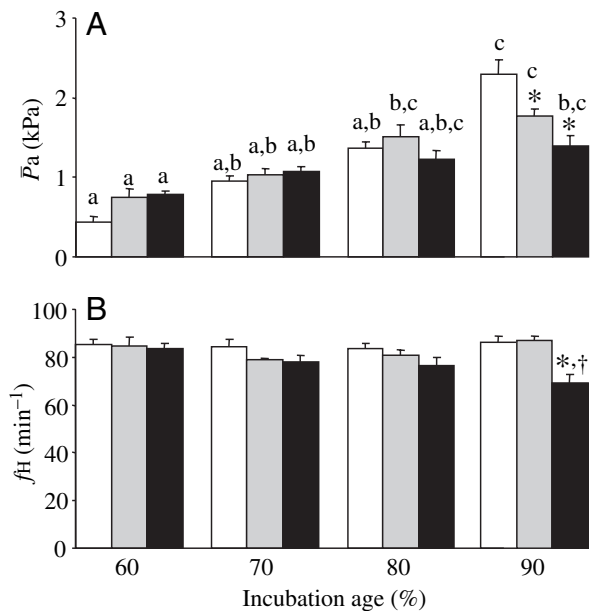 A
3
2
1
0
P̄a (kPa)
a
a
a
a,b
a,b
a,b
a,b
b,c
a,b,c
c
c
*
b,c
*
B
100
80
60
40
20
0
fH (min⁻¹)
*,†
60 70 80 90
Incubation age (%)